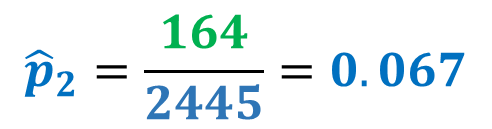 p̂₂ = 164/2445 = 0.067